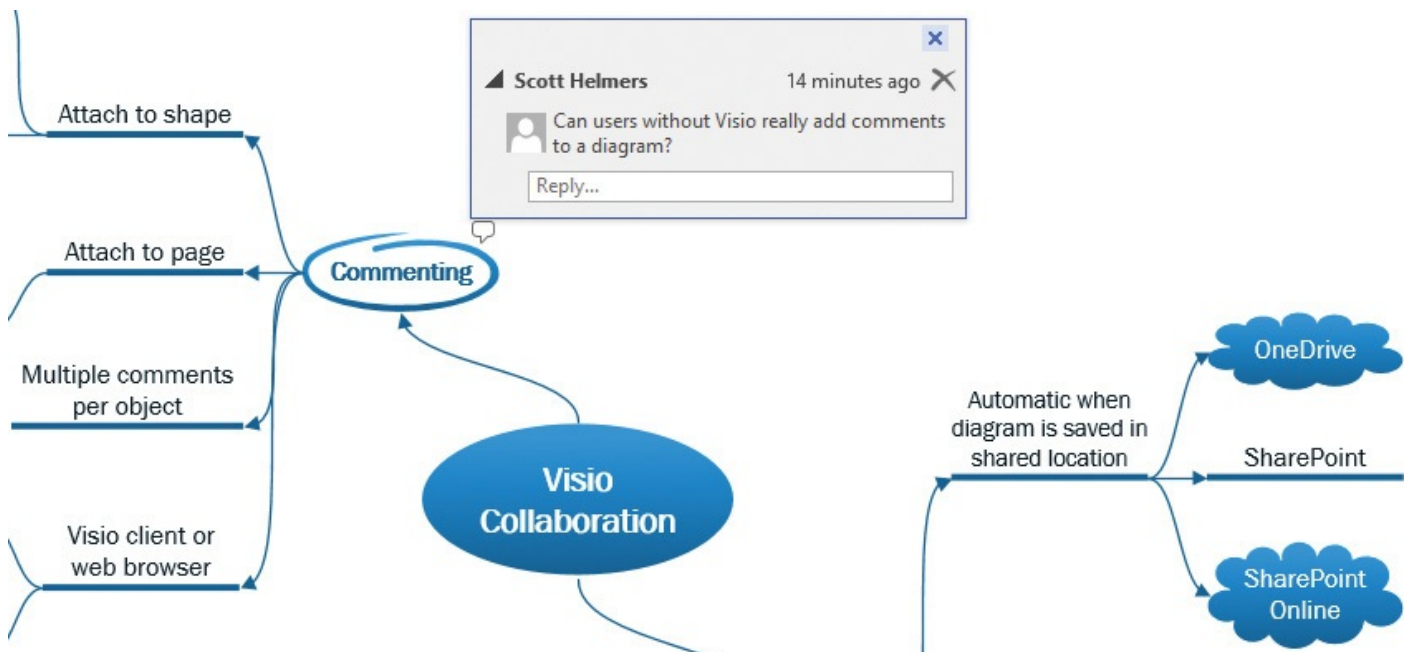 Scott Helmers
14 minutes ago
Can users without Visio really add comments
to a diagram?
Reply...
Attach to shape
Attach to page
Commenting
Multiple comments
per object
Visio client or
web browser
Visio
Collaboration
Automatic when
diagram is saved in
shared location
OneDrive
SharePoint
SharePoint
Online